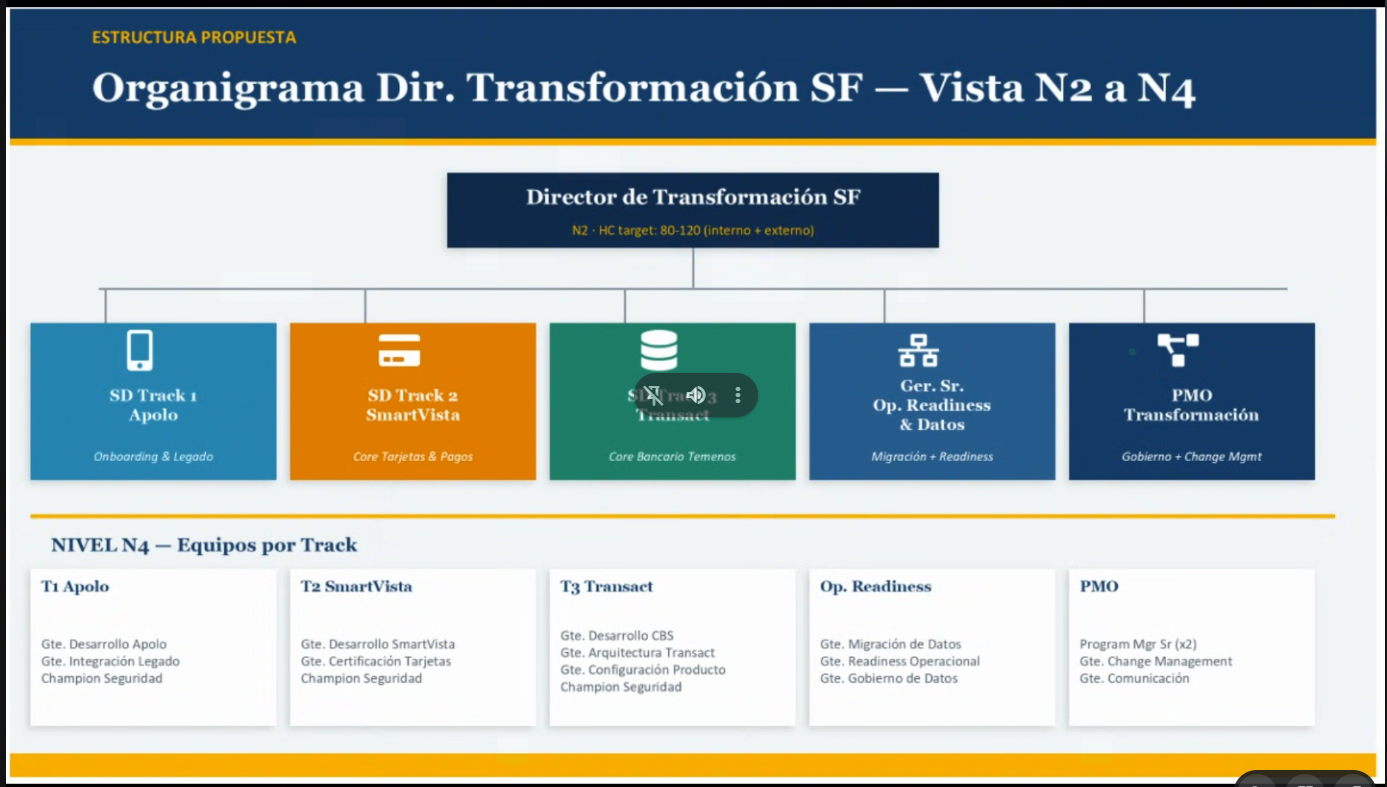 ESTRUCTURA PROPUESTA
Organigrama Dir. Transformación SF — Vista N2 a N4
Director de Transformación SF
N2 · HC target: 80-120 (interno + externo)
SD Track 1
Apolo
Onboarding & Legado
SD Track 2
SmartVista
Core Tarjetas & Pagos
SD Track 3
Transact
Core Bancario Temenos
Ger. Sr.
Op. Readiness
& Datos
Migración + Readiness
PMO
Transformación
Gobierno + Change Mgmt
NIVEL N4 — Equipos por Track
T1 Apolo
Gte. Desarrollo Apolo
Gte. Integración Legado
Champion Seguridad
T2 SmartVista
Gte. Desarrollo SmartVista
Gte. Certificación Tarjetas
Champion Seguridad
T3 Transact
Gte. Desarrollo CBS
Gte. Arquitectura Transact
Gte. Configuración Producto
Champion Seguridad
Op. Readiness
Gte. Migración de Datos
Gte. Readiness Operacional
Gte. Gobierno de Datos
PMO
Program Mgr Sr (x2)
Gte. Change Management
Gte. Comunicación